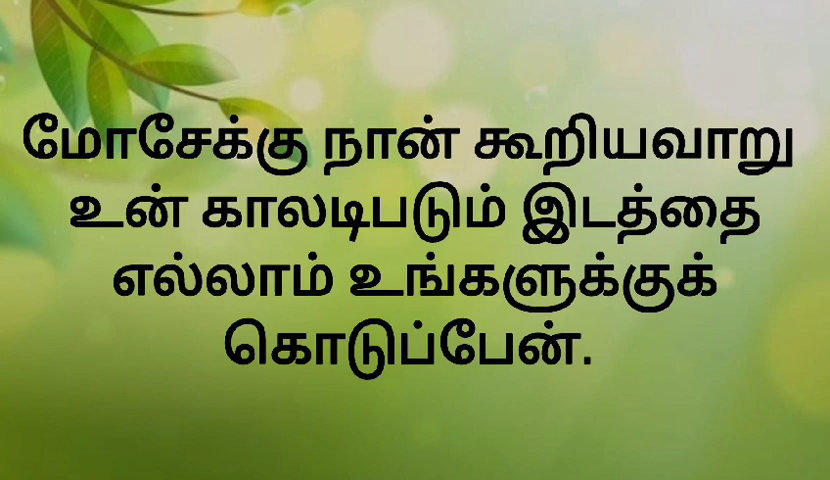 மோசேக்கு நான் கூறியவாறு
உன் காலடிபடும் இடத்தை
எல்லாம் உங்களுக்குக்
கொடுப்பேன்.